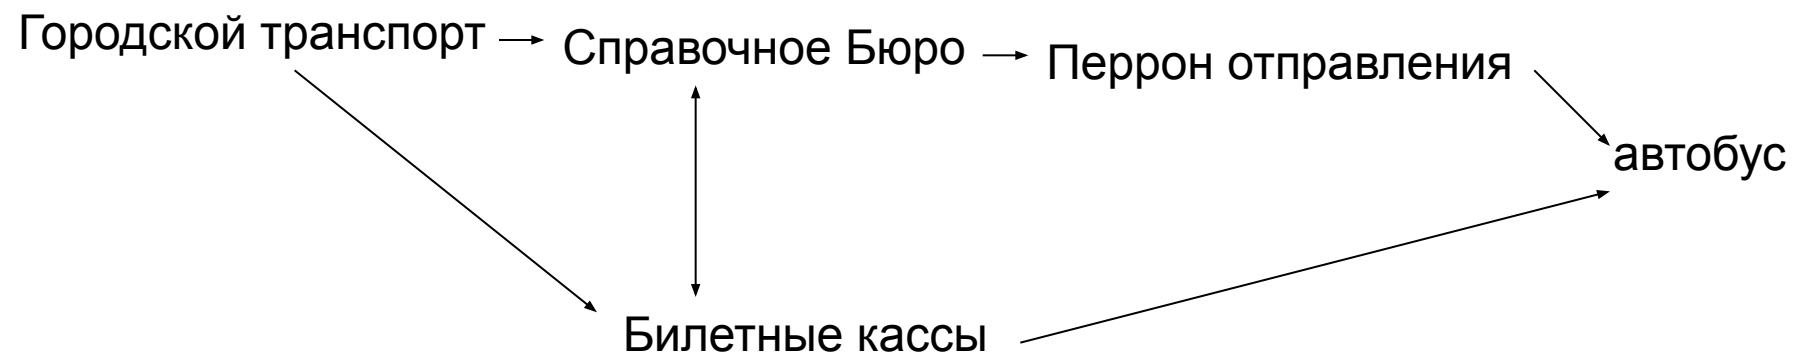 Городской транспорт
Справочное Бюро
Перрон отправления
автобус
Билетные кассы